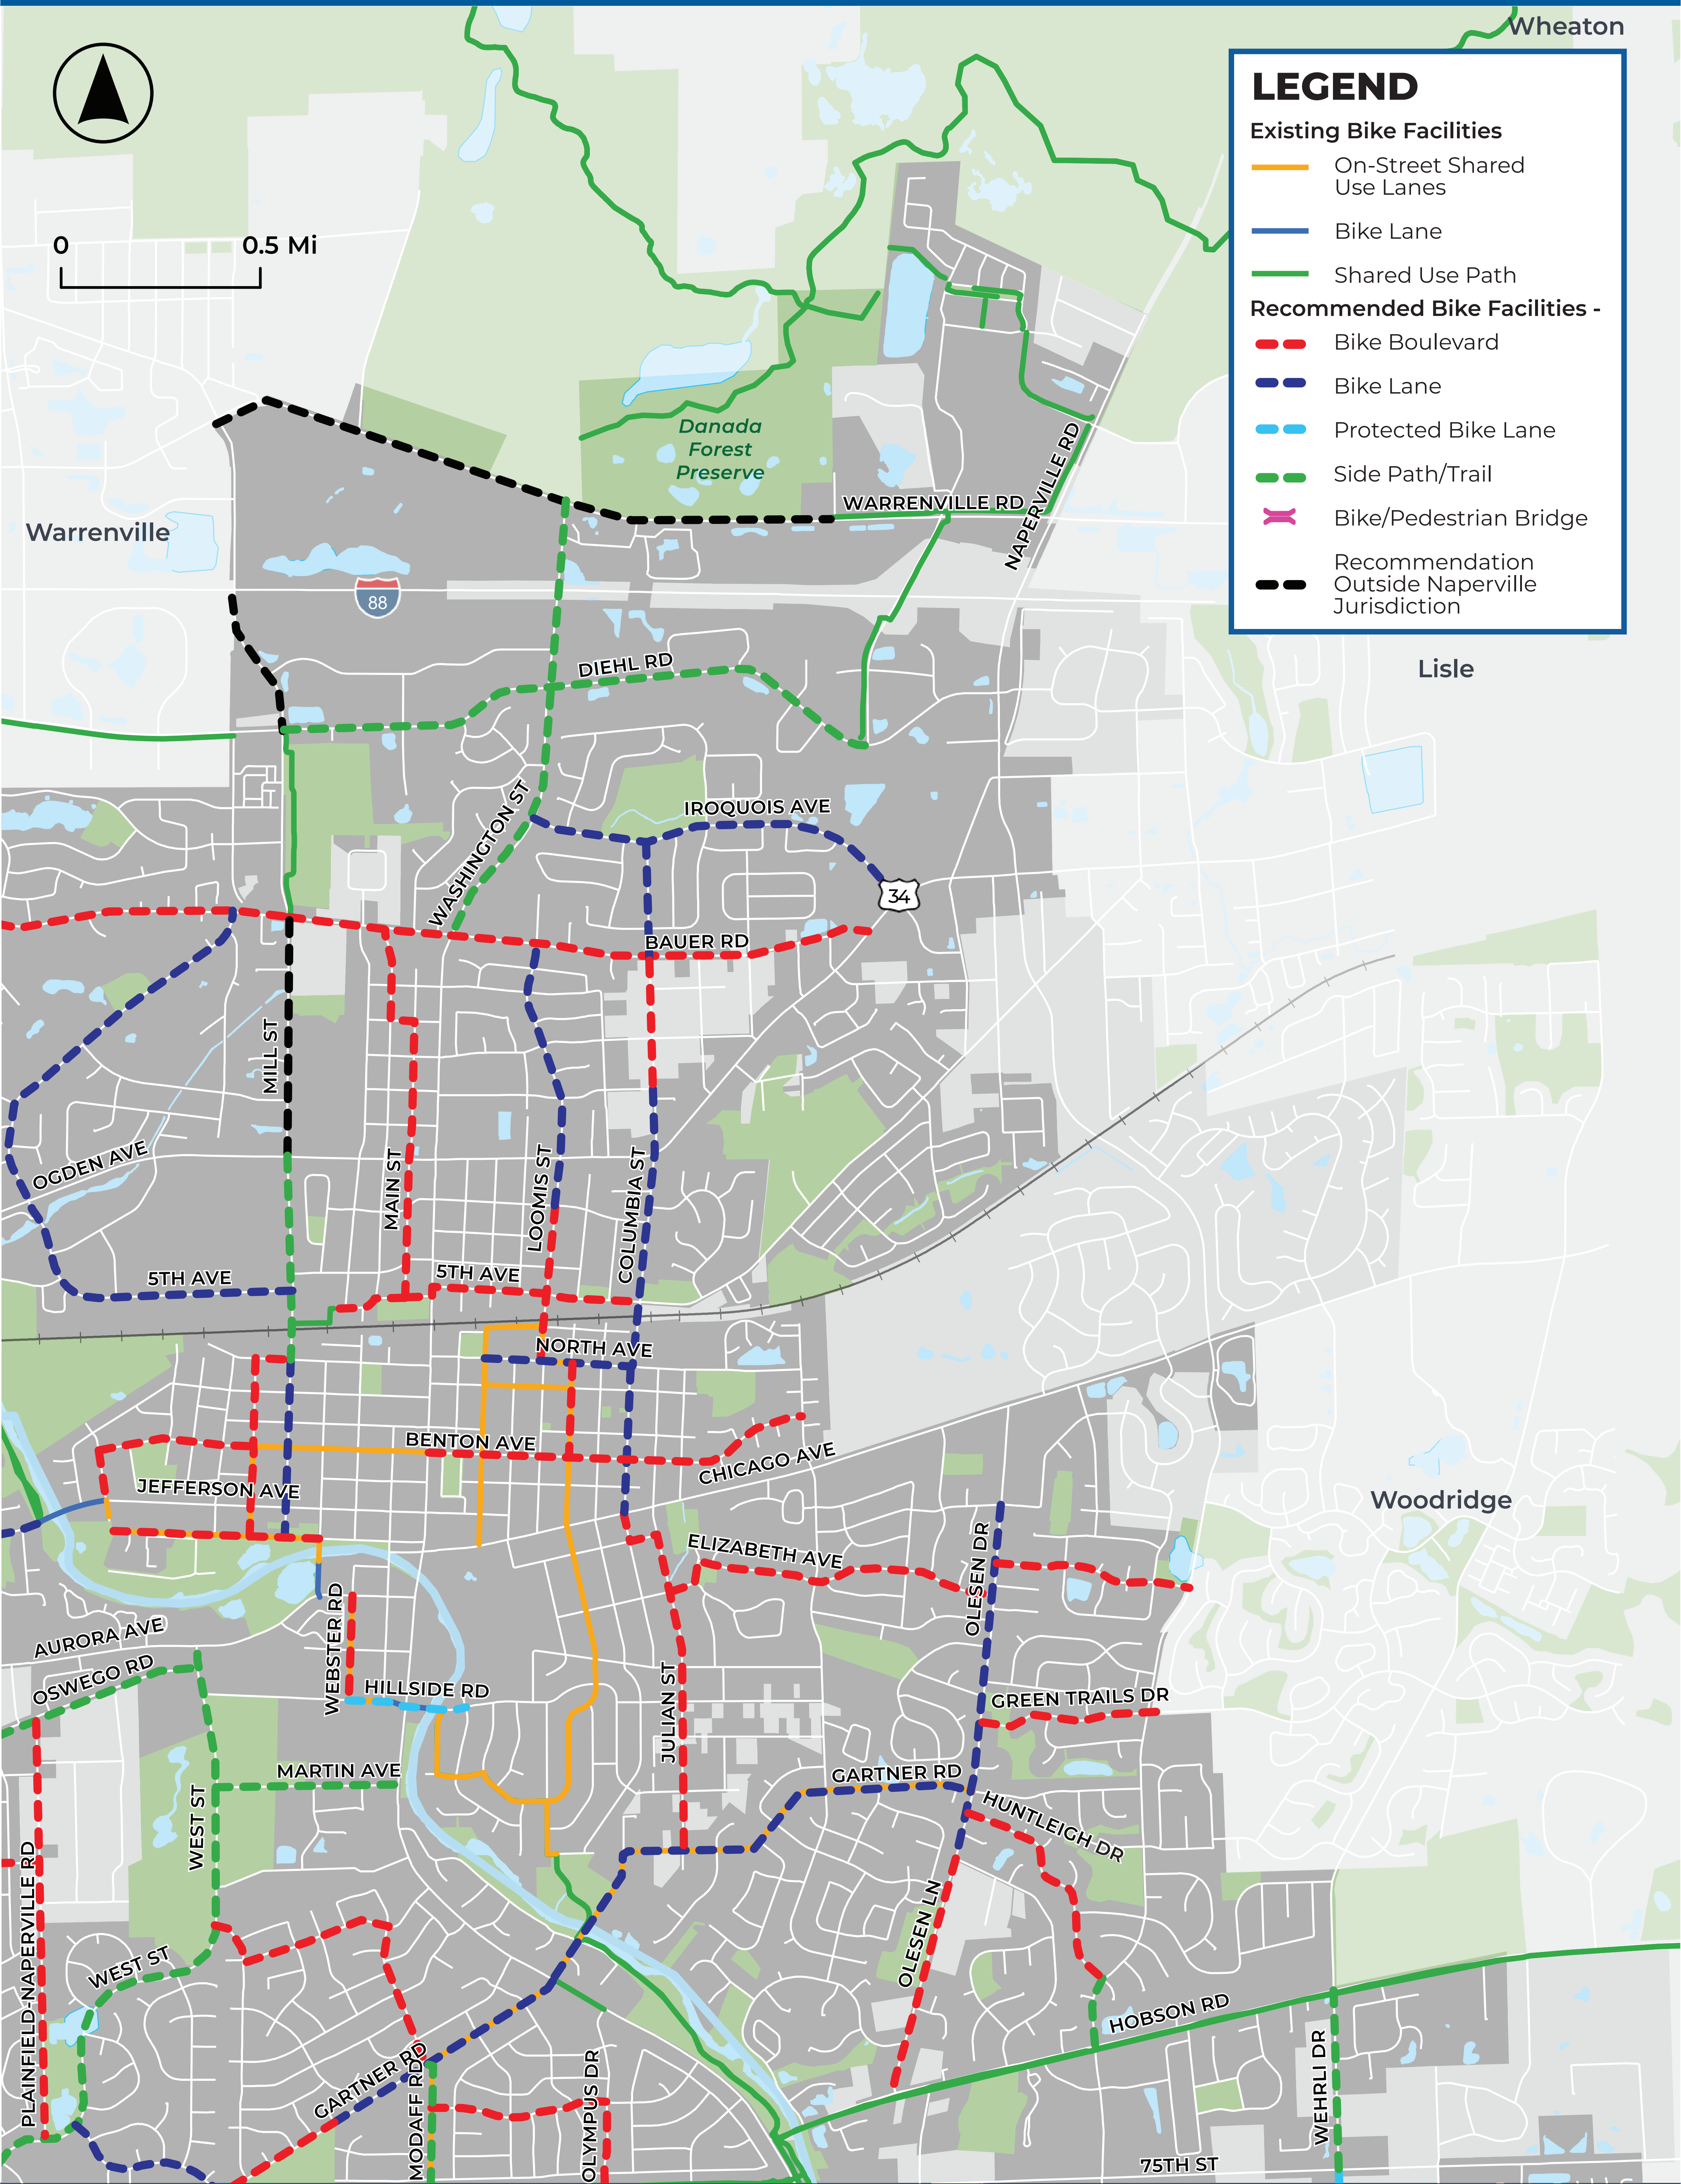 Wheaton
LEGEND
Existing Bike Facilities
On-Street Shared
Use Lanes
Bike Lane
Shared Use Path
Recommended Bike Facilities -
Bike Boulevard
Bike Lane
Protected Bike Lane
Side Path/Trail
Bike/Pedestrian Bridge
Recommendation
Outside Naperville
Jurisdiction
0 0.5 Mi
Danada
Forest
Preserve
WARRENVILLE RD
NAPERVILLE RD
Warrenville
88
Lisle
DIEHL RD
IROQUOIS AVE
WASHINGTON ST
34
BAUER RD
MILL ST
OGDEN AVE
MAIN ST
LOOMIS ST
COLUMBIA ST
5TH AVE
5TH AVE
NORTH AVE
BENTON AVE
CHICAGO AVE
JEFFERSON AVE
Woodridge
ELIZABETH AVE
OLESEN DR
AURORA AVE
WEBSTER RD
OSWEGO RD
HILLSIDE RD
JULIAN ST
GREEN TRAILS DR
MARTIN AVE
GARTNER RD
WEST ST
HUNTLEIGH DR
PLAINFIELD-NAPERVILLE RD
OLESEN LN
WEST ST
HOBSON RD
GARTNER RD
MODAFF RD
OLYMPUS DR
WEHRLI DR
75TH ST